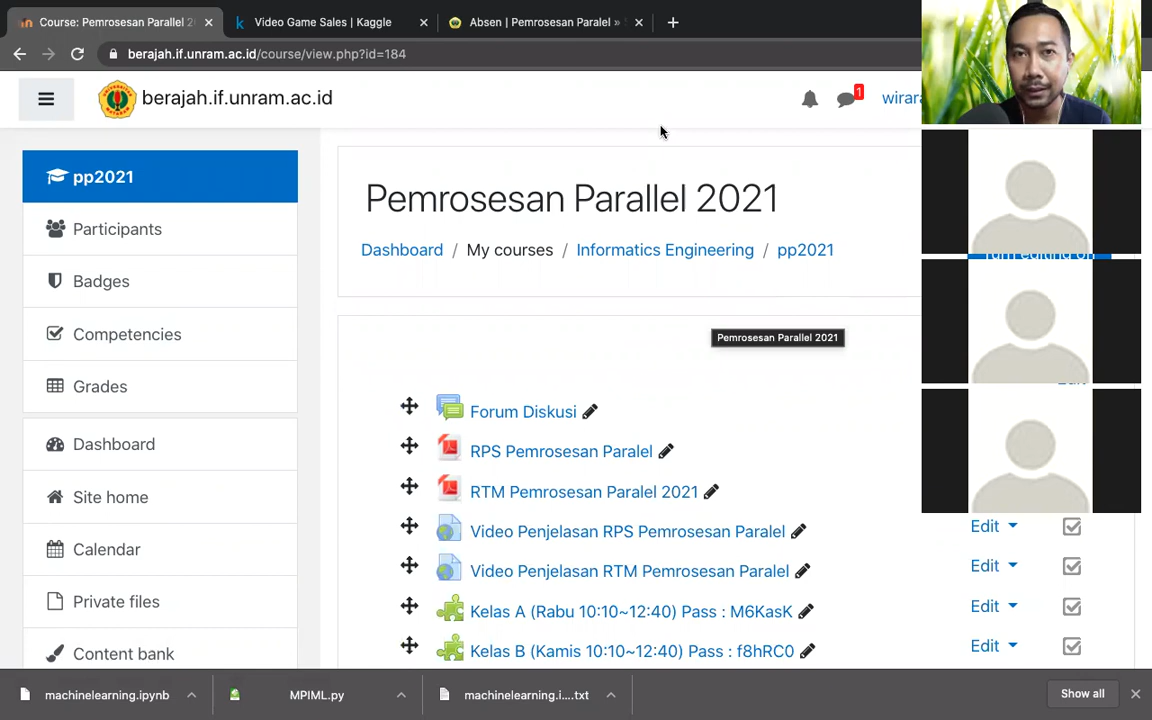 Course: Pemrosesan Parallel 2
Video Game Sales | Kaggle
Absen | Pemrosesan Paralel »
berajah.if.unram.ac.id/course/view.php?id=184
berajah.if.unram.ac.id
1
pp2021
Participants
Badges
Competencies
Grades
Dashboard
Site home
Calendar
Private files
Content bank
Pemrosesan Parallel 2021
Dashboard / My courses / Informatics Engineering / pp2021
Pemrosesan Parallel 2021
Forum Diskusi
RPS Pemrosesan Paralel
RTM Pemrosesan Paralel 2021
Video Penjelasan RPS Pemrosesan Paralel
Edit
Video Penjelasan RTM Pemrosesan Paralel
Edit
Kelas A (Rabu 10:10~12:40) Pass : M6KasK
Edit
Kelas B (Kamis 10:10~12:40) Pass : f8hRC0
Edit
machinelearning.ipynb
MPIML.py
machinelearning.i....txt
Show all